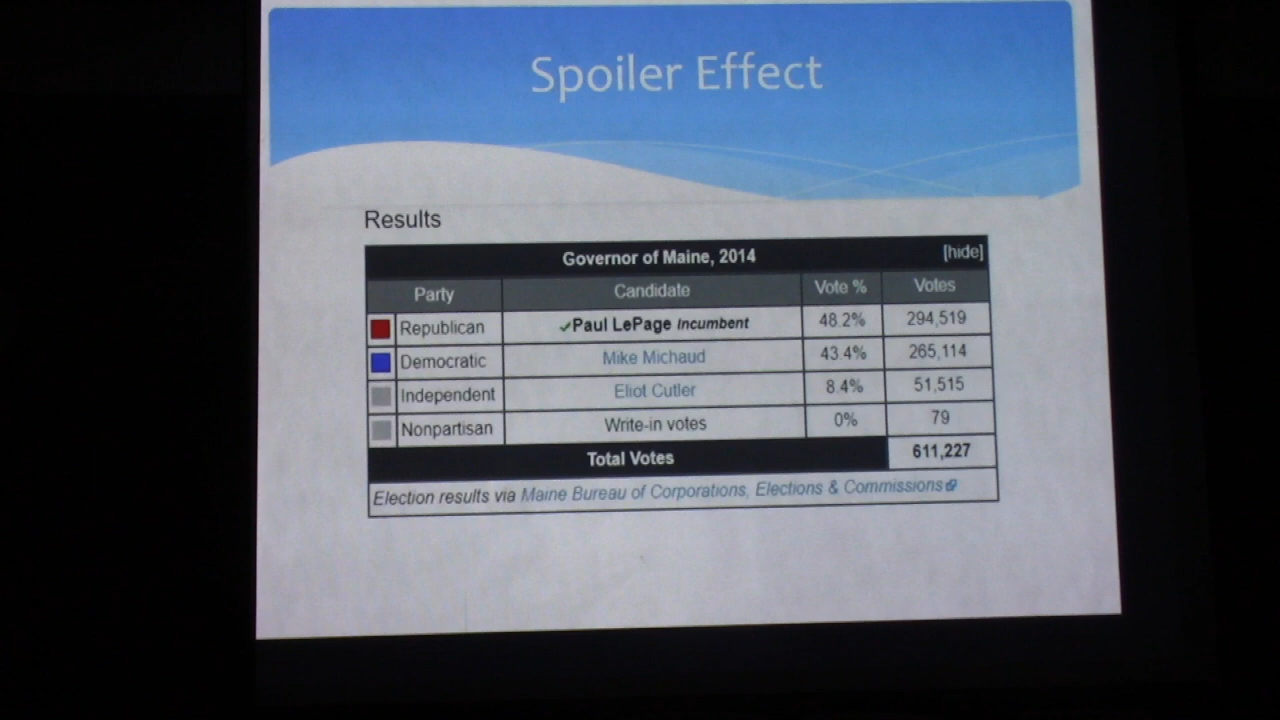 Spoiler Effect
Results
Governor of Maine, 2014 [hide]
Party Candidate Vote % Votes
Republican ✓Paul LePage Incumbent 48.2% 294,519
Democratic Mike Michaud 43.4% 265,114
Independent Eliot Cutler 8.4% 51,515
Nonpartisan Write-in votes 0% 79
Total Votes 611,227
Election results via Maine Bureau of Corporations, Elections & Commissions